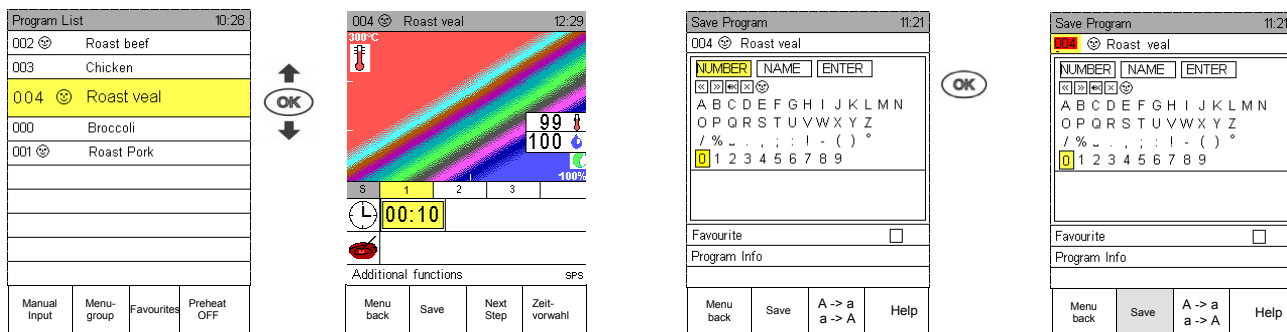 Program List 10:28
002 ☺ Roast beef
003 Chicken
004 ☺ Roast veal
000 Broccoli
001 ☺ Roast Pork
Manual Input Menu-group Favourites Preheat OFF
OK
004 ☺ Roast veal 12:29
300°C
99
100
100%
S 1 2 3
00:10
Additional functions SPS
Menu back Save Next Step Zeit-vorwahl
Save Program 11:21
004 ☺ Roast veal
NUMBER NAME ENTER
A B C D E F G H I J K L M N
O P Q R S T U V W X Y Z
/ % . , ; : ! - ( ) °
0 1 2 3 4 5 6 7 8 9
Favourite
Program Info
Menu back Save A -> a a -> A Help
OK
Save Program 11:21
004 ☺ Roast veal
NUMBER NAME ENTER
A B C D E F G H I J K L M N
O P Q R S T U V W X Y Z
/ % . , ; : ! - ( ) °
0 1 2 3 4 5 6 7 8 9
Favourite
Program Info
Menu back Save A -> a a -> A Help